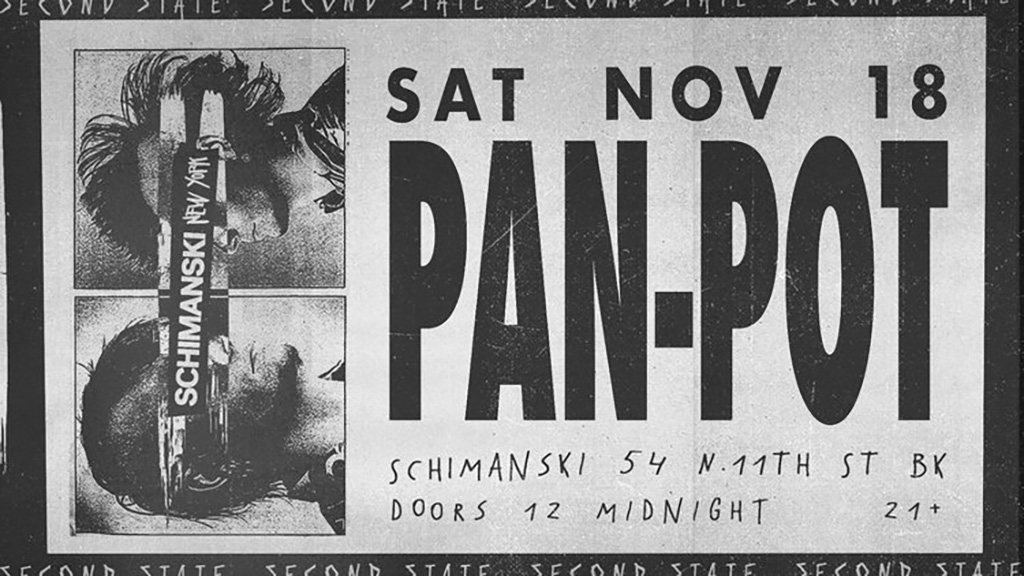 SECOND STATE SECOND STATE SECOND STATE SECOND STATE
SCHIMANSKI NEW YORK
SAT NOV 18
PAN-POT
SCHIMANSKI 54 N.11TH ST BK
DOORS 12 MIDNIGHT 21+
SECOND STATE SECOND STATE SECOND STATE SECOND STATE